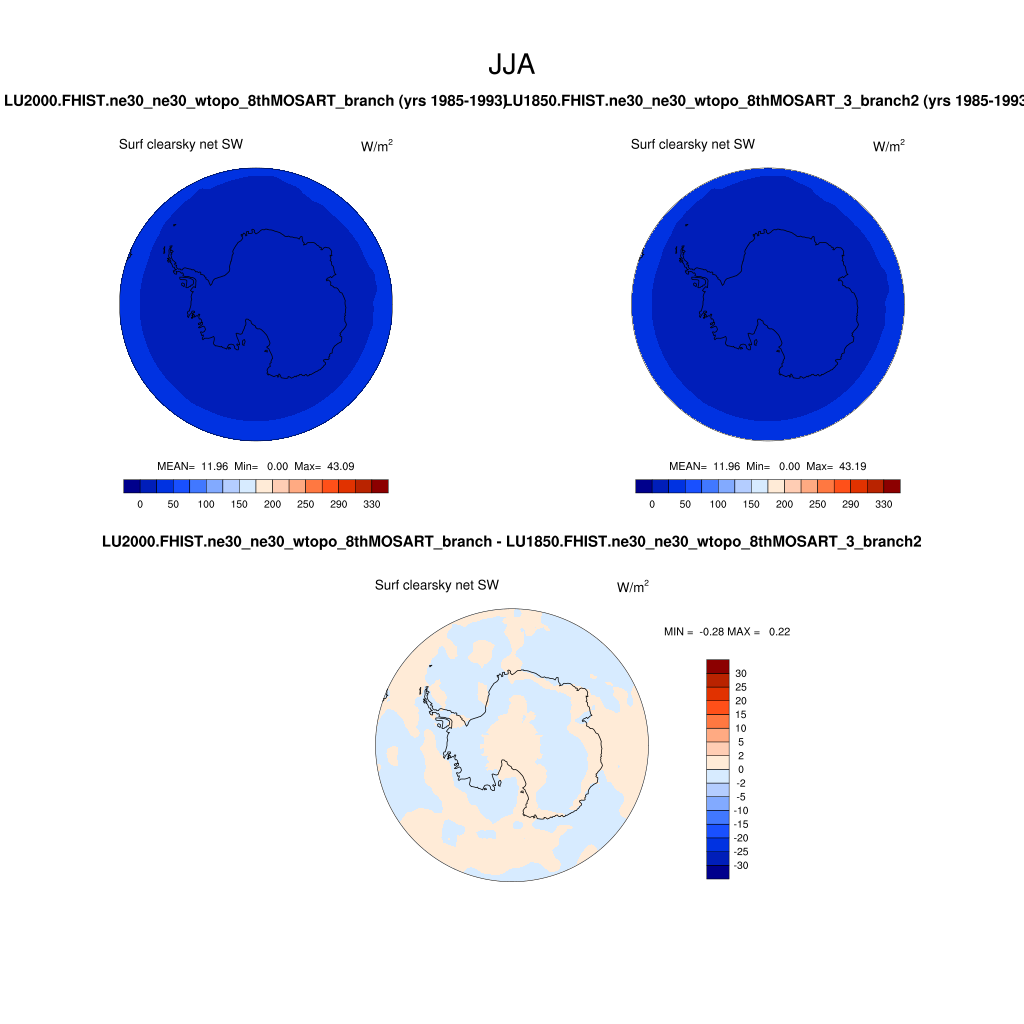 JJA
LU2000.FHIST.ne30_ne30_wtopo_8thMOSART_branch (yrs 1985-1993)
LU1850.FHIST.ne30_ne30_wtopo_8thMOSART_3_branch2 (yrs 1985-1993
Surf clearsky net SW W/m2
Surf clearsky net SW W/m2
MEAN= 11.96 Min= 0.00 Max= 43.09
MEAN= 11.96 Min= 0.00 Max= 43.19
0 50 100 150 200 250 290 330
0 50 100 150 200 250 290 330
LU2000.FHIST.ne30_ne30_wtopo_8thMOSART_branch - LU1850.FHIST.ne30_ne30_wtopo_8thMOSART_3_branch2
Surf clearsky net SW W/m2
MIN = -0.28 MAX = 0.22
30
25
20
15
10
5
2
0
-2
-5
-10
-15
-20
-25
-30